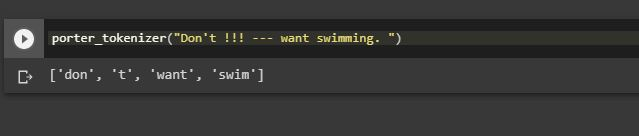 porter_tokenizer("Don't !!! --- want swimming. ")
['don', 't', 'want', 'swim']